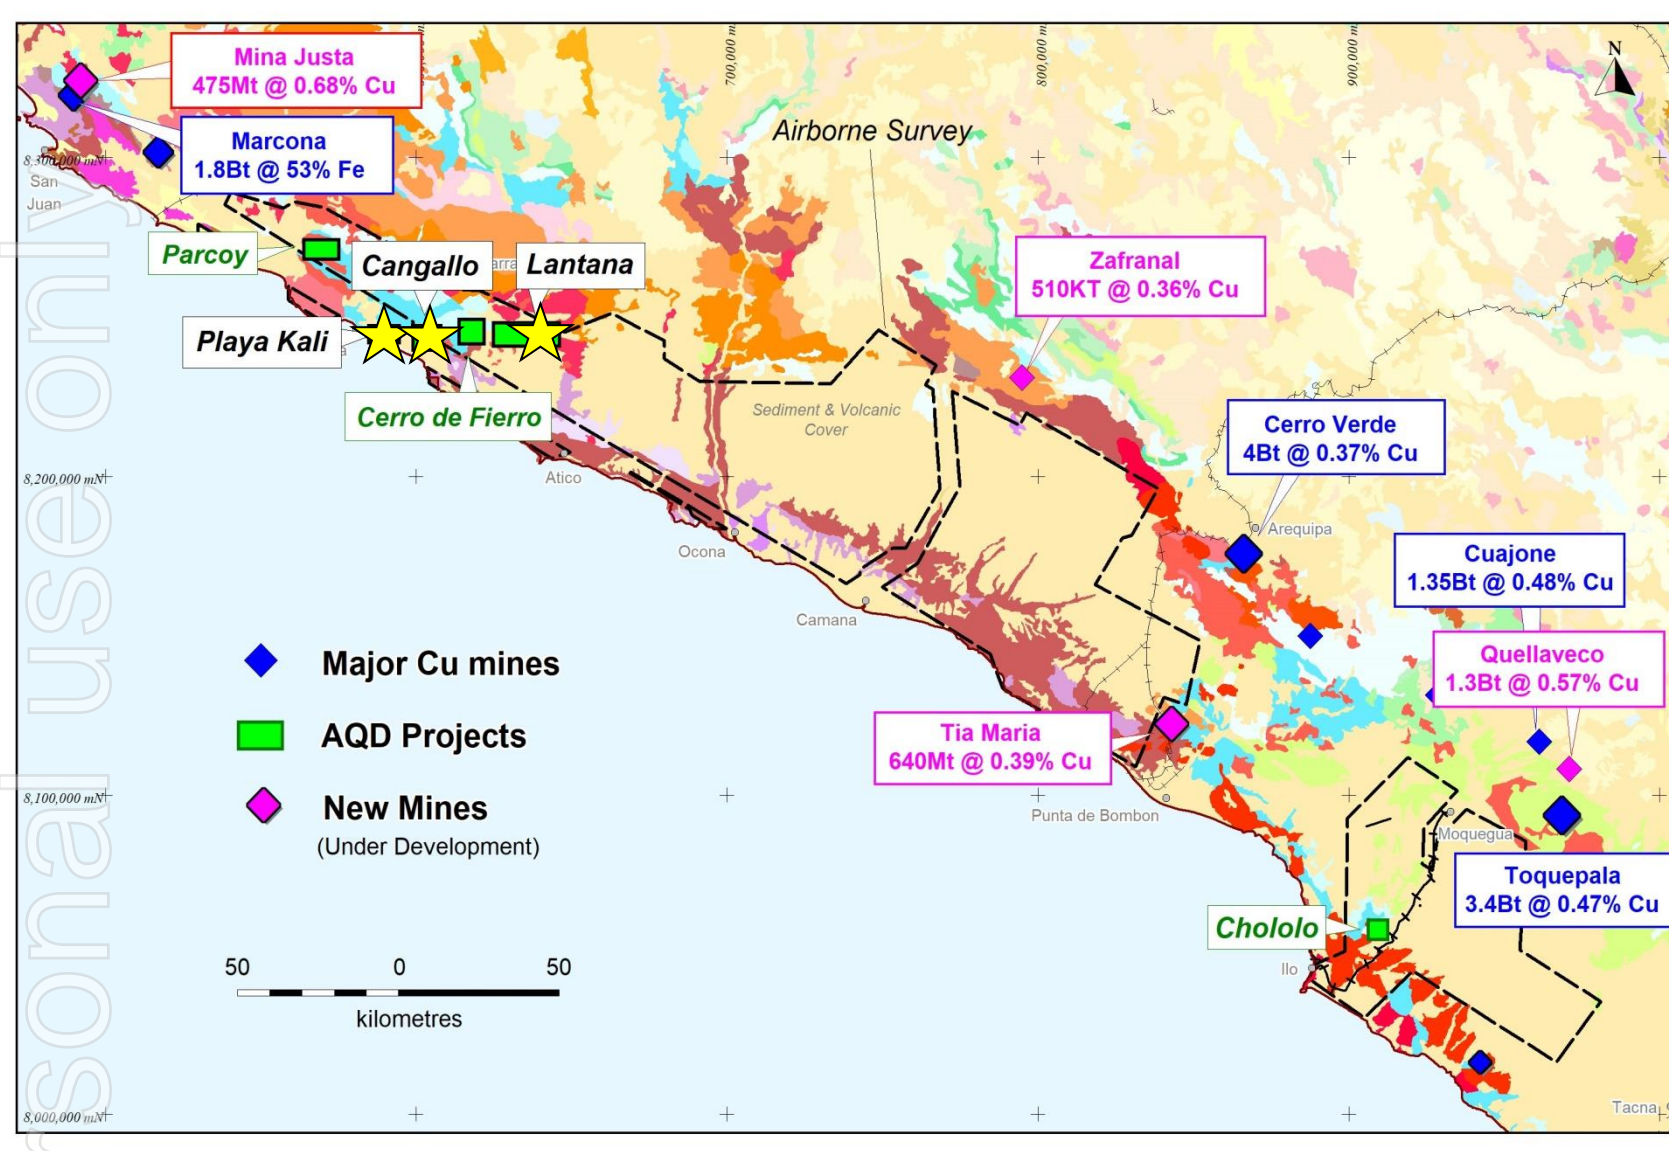 Mina Justa
475Mt @ 0.68% Cu
Marcona
1.8Bt @ 53% Fe
8,300,000 mN
San
Juan
700,000 m
800,000 m
900,000 m
N
Airborne Survey
Parcoy
Cangallo
Lantana
Playa Kali
Cerro de Fierro
Zafranal
510KT @ 0.36% Cu
Sediment & Volcanic
Cover
Cerro Verde
4Bt @ 0.37% Cu
8,200,000 mN
Atico
Ocona
Arequipa
Cuajone
1.35Bt @ 0.48% Cu
Camana
Quellaveco
1.3Bt @ 0.57% Cu
Major Cu mines
AQD Projects
New Mines
(Under Development)
Tia Maria
640Mt @ 0.39% Cu
8,100,000 mN
Punta de Bombon
Moquegua
Toquepala
3.4Bt @ 0.47% Cu
Chololo
Ilo
50 0 50
kilometres
8,000,000 mN
Tacna
rsonal use only